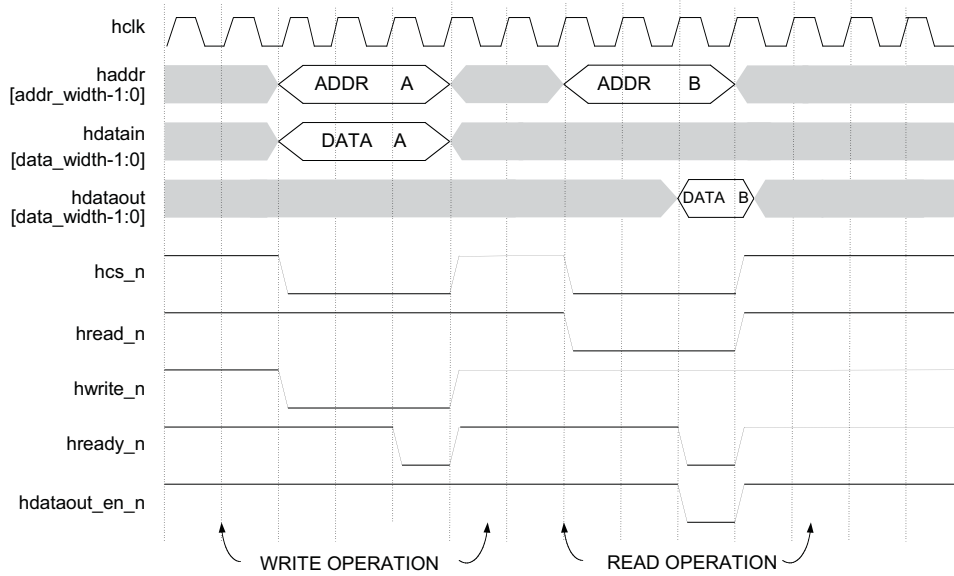 hclk
haddr
[addr_width-1:0]
ADDR A
ADDR B
hdatain
[data_width-1:0]
DATA A
hdataout
[data_width-1:0]
DATA B
hcs_n
hread_n
hwrite_n
hready_n
hdataout_en_n
WRITE OPERATION
READ OPERATION